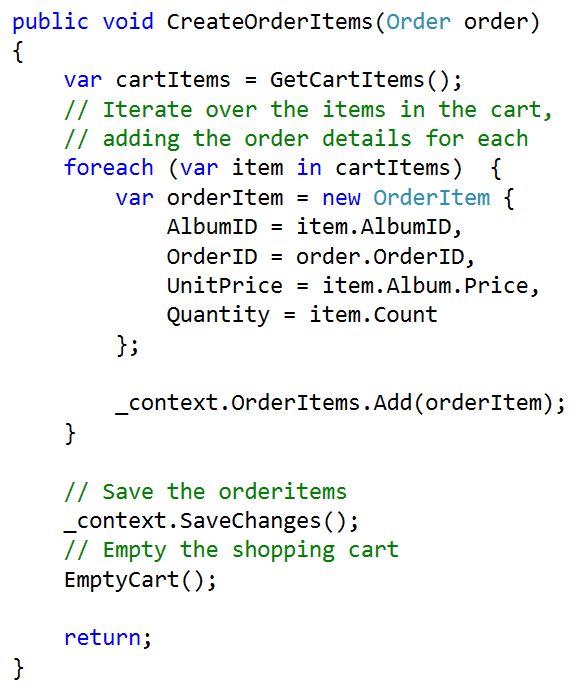 public void CreateOrderItems(Order order)
{
    var cartItems = GetCartItems();
    // Iterate over the items in the cart,
    // adding the order details for each
    foreach (var item in cartItems)  {
        var orderItem = new OrderItem {
            AlbumID = item.AlbumID,
            OrderID = order.OrderID,
            UnitPrice = item.Album.Price,
            Quantity = item.Count
        };

        _context.OrderItems.Add(orderItem);
    }

    // Save the orderitems
    _context.SaveChanges();
    // Empty the shopping cart
    EmptyCart();

    return;
}